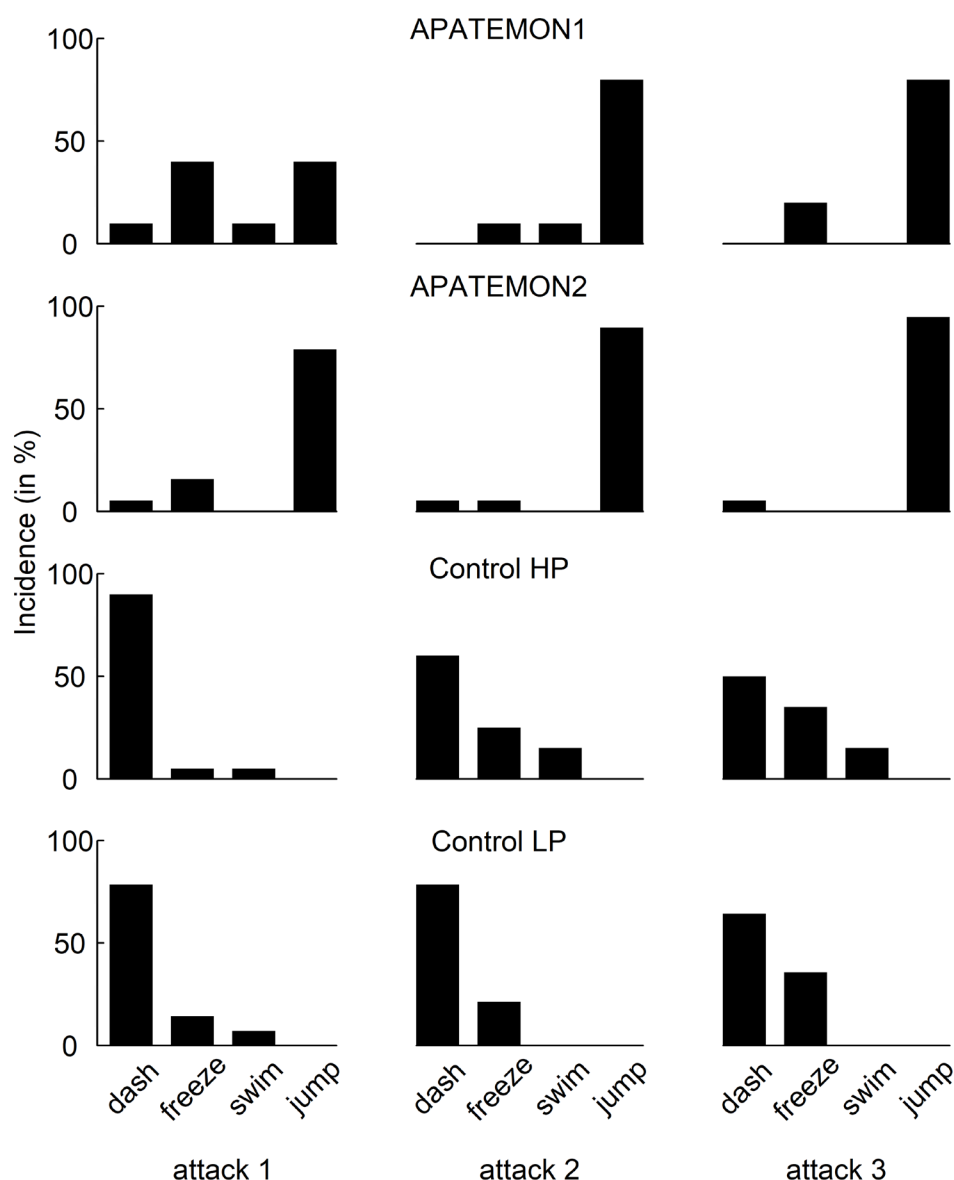 APATEMON1
100
50
0
APATEMON2
100
50
0
Incidence (in %)
Control HP
100
50
0
Control LP
100
50
0
dash freeze swim jump dash freeze swim jump dash freeze swim jump
attack 1 attack 2 attack 3